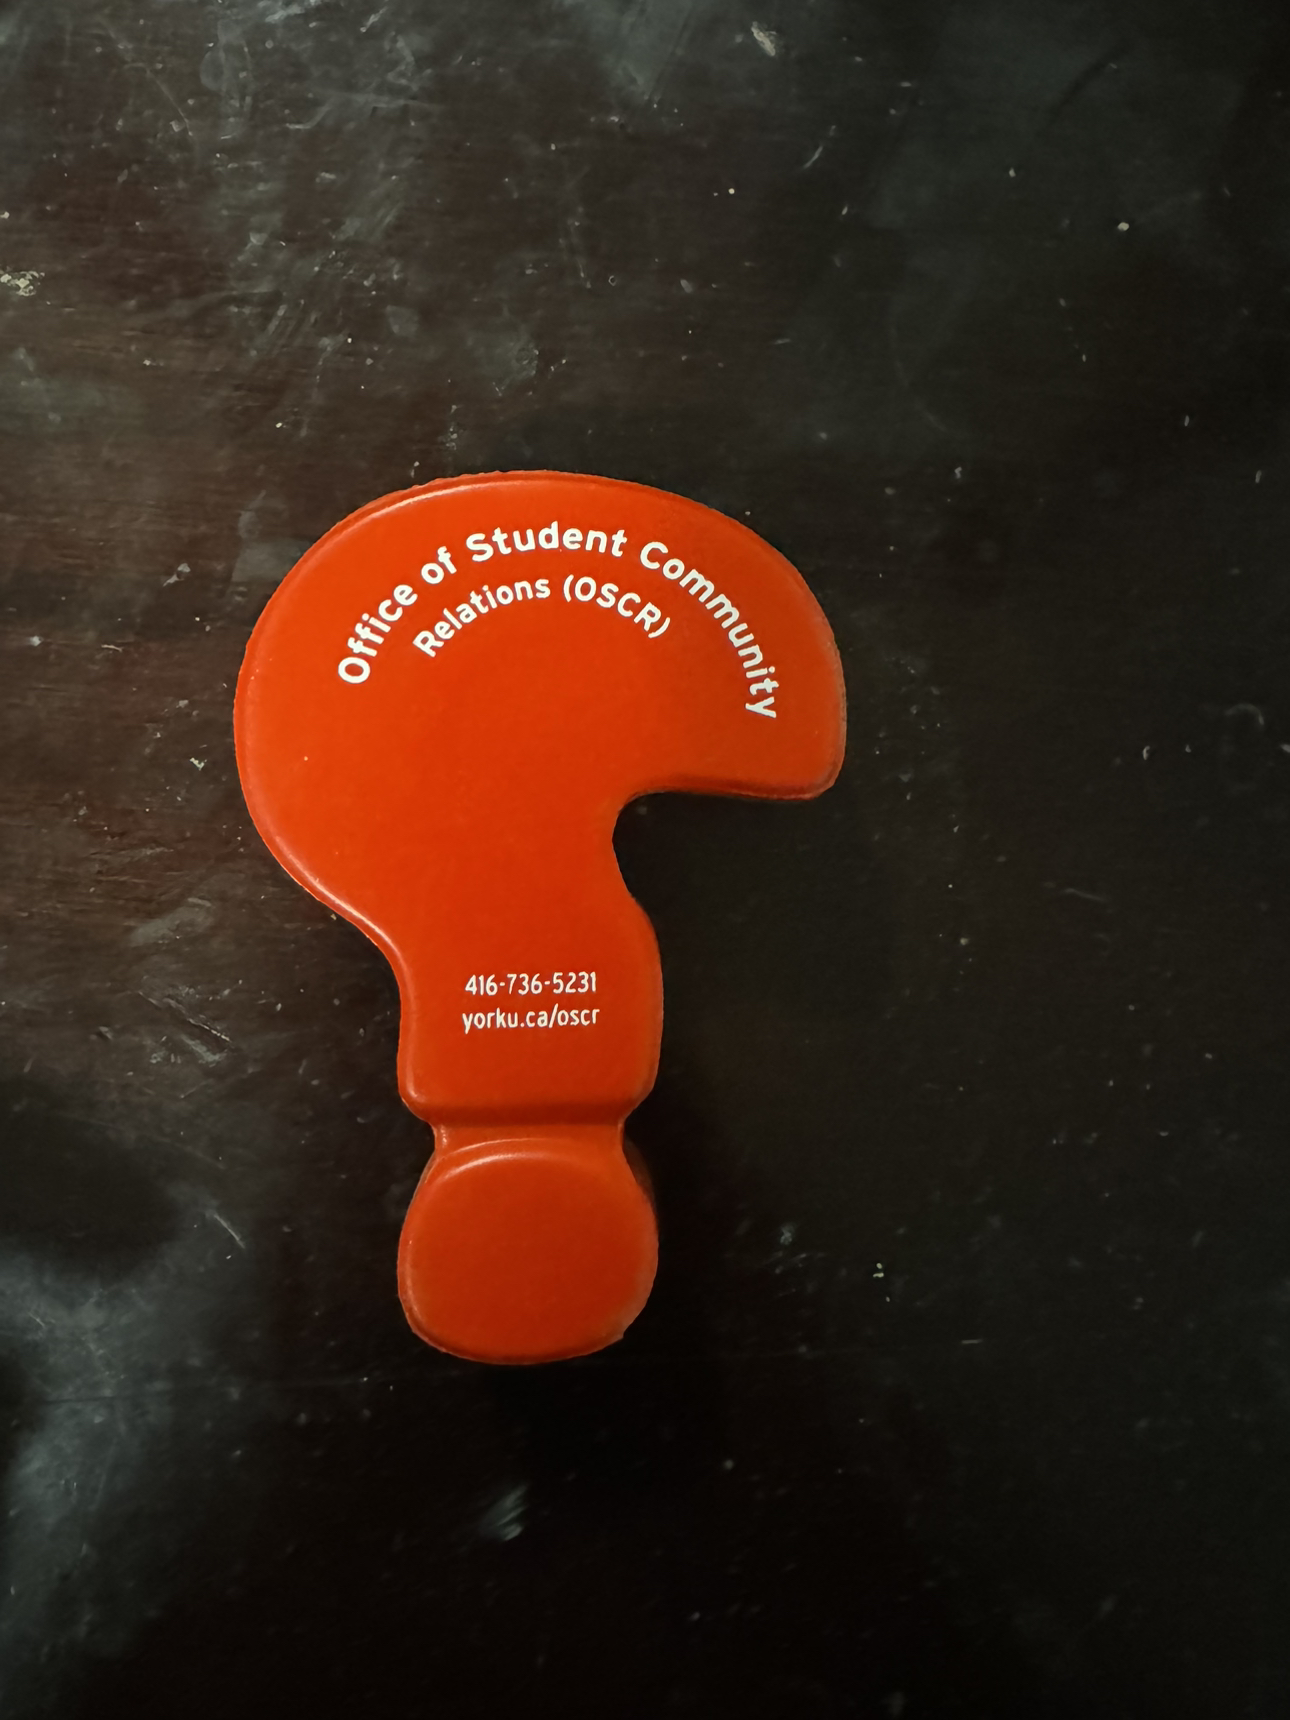 Office of Student Community
Relations (OSCR)
416-736-5231
yorku.ca/oscr